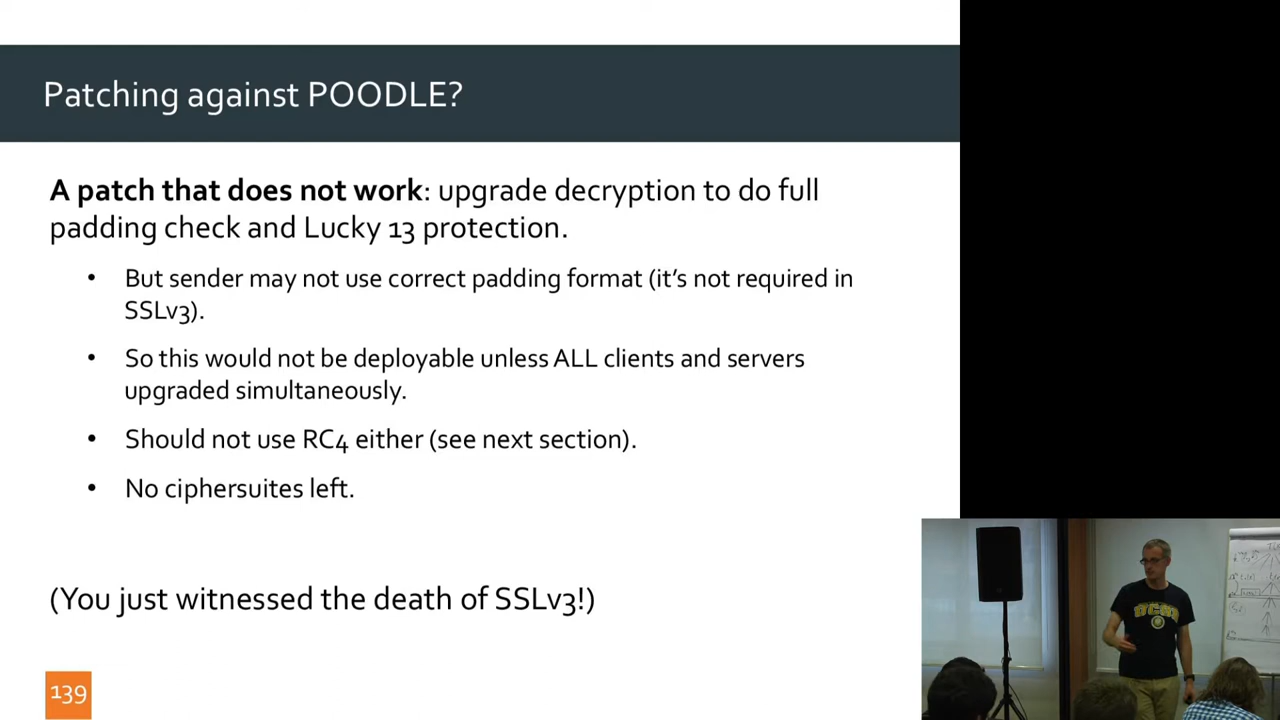 Patching against POODLE?
A patch that does not work: upgrade decryption to do full
padding check and Lucky 13 protection.
• But sender may not use correct padding format (it's not required in
SSLv3).
• So this would not be deployable unless ALL clients and servers
upgraded simultaneously.
• Should not use RC4 either (see next section).
• No ciphersuites left.
(You just witnessed the death of SSLv3!)
139